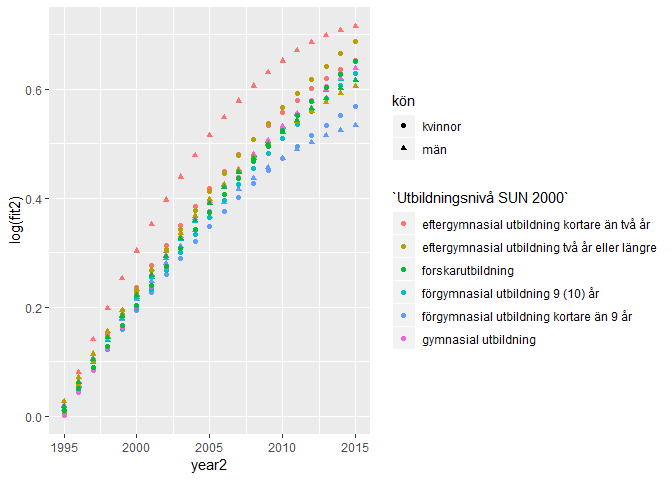 log(fit2)
0.6
0.4
0.2
0.0
1995
2000
2005
2010
2015
year2
kön
kvinnor
män
`Utbildningsnivå SUN 2000`
eftergymnasial utbildning kortare än två år
eftergymnasial utbildning två år eller längre
forskarutbildning
förgymnasial utbildning 9 (10) år
förgymnasial utbildning kortare än 9 år
gymnasial utbildning